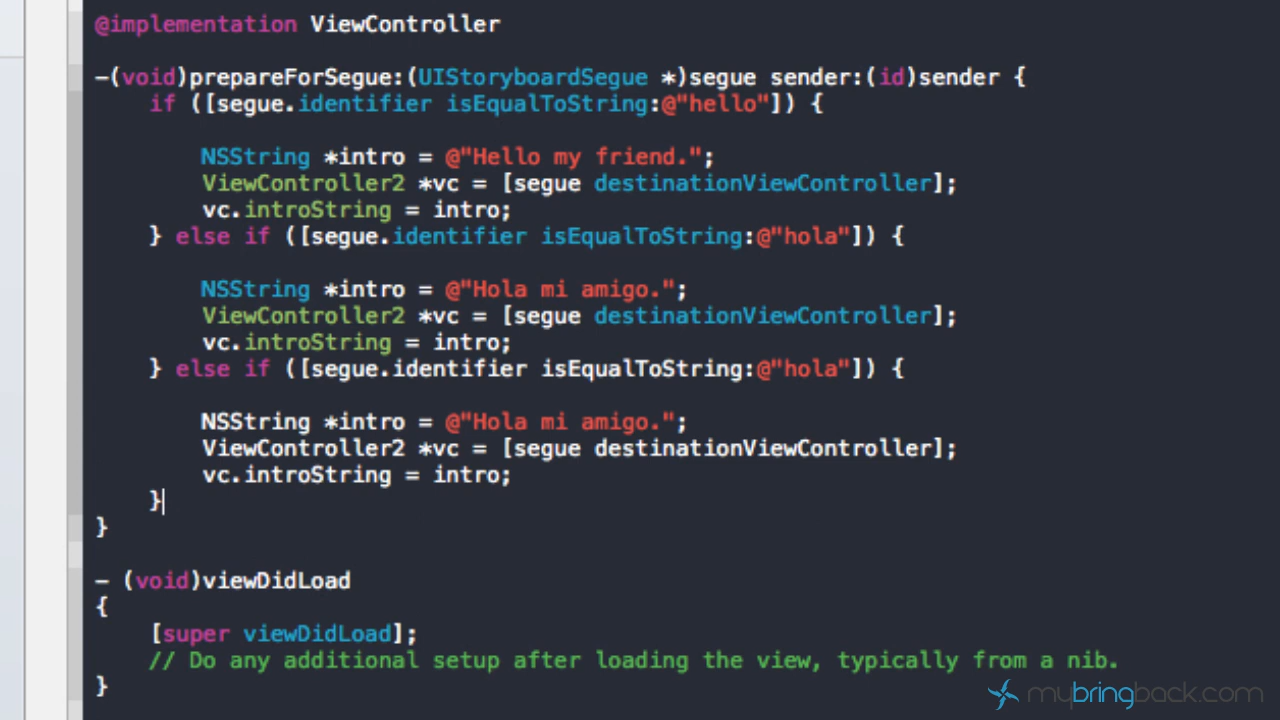 @implementation ViewController
-(void)prepareForSegue:(UIStoryboardSegue *)segue sender:(id)sender {
if ([segue.identifier isEqualToString:@"hello"]) {
NSString *intro = @"Hello my friend.";
ViewController2 *vc = [segue destinationViewController];
vc.introString = intro;
} else if ([segue.identifier isEqualToString:@"hola"]) {
NSString *intro = @"Hola mi amigo.";
ViewController2 *vc = [segue destinationViewController];
vc.introString = intro;
} else if ([segue.identifier isEqualToString:@"hola"]) {
NSString *intro = @"Hola mi amigo.";
ViewController2 *vc = [segue destinationViewController];
vc.introString = intro;
}
}
- (void)viewDidLoad
{
[super viewDidLoad];
// Do any additional setup after loading the view, typically from a nib.
}
mybringback.com